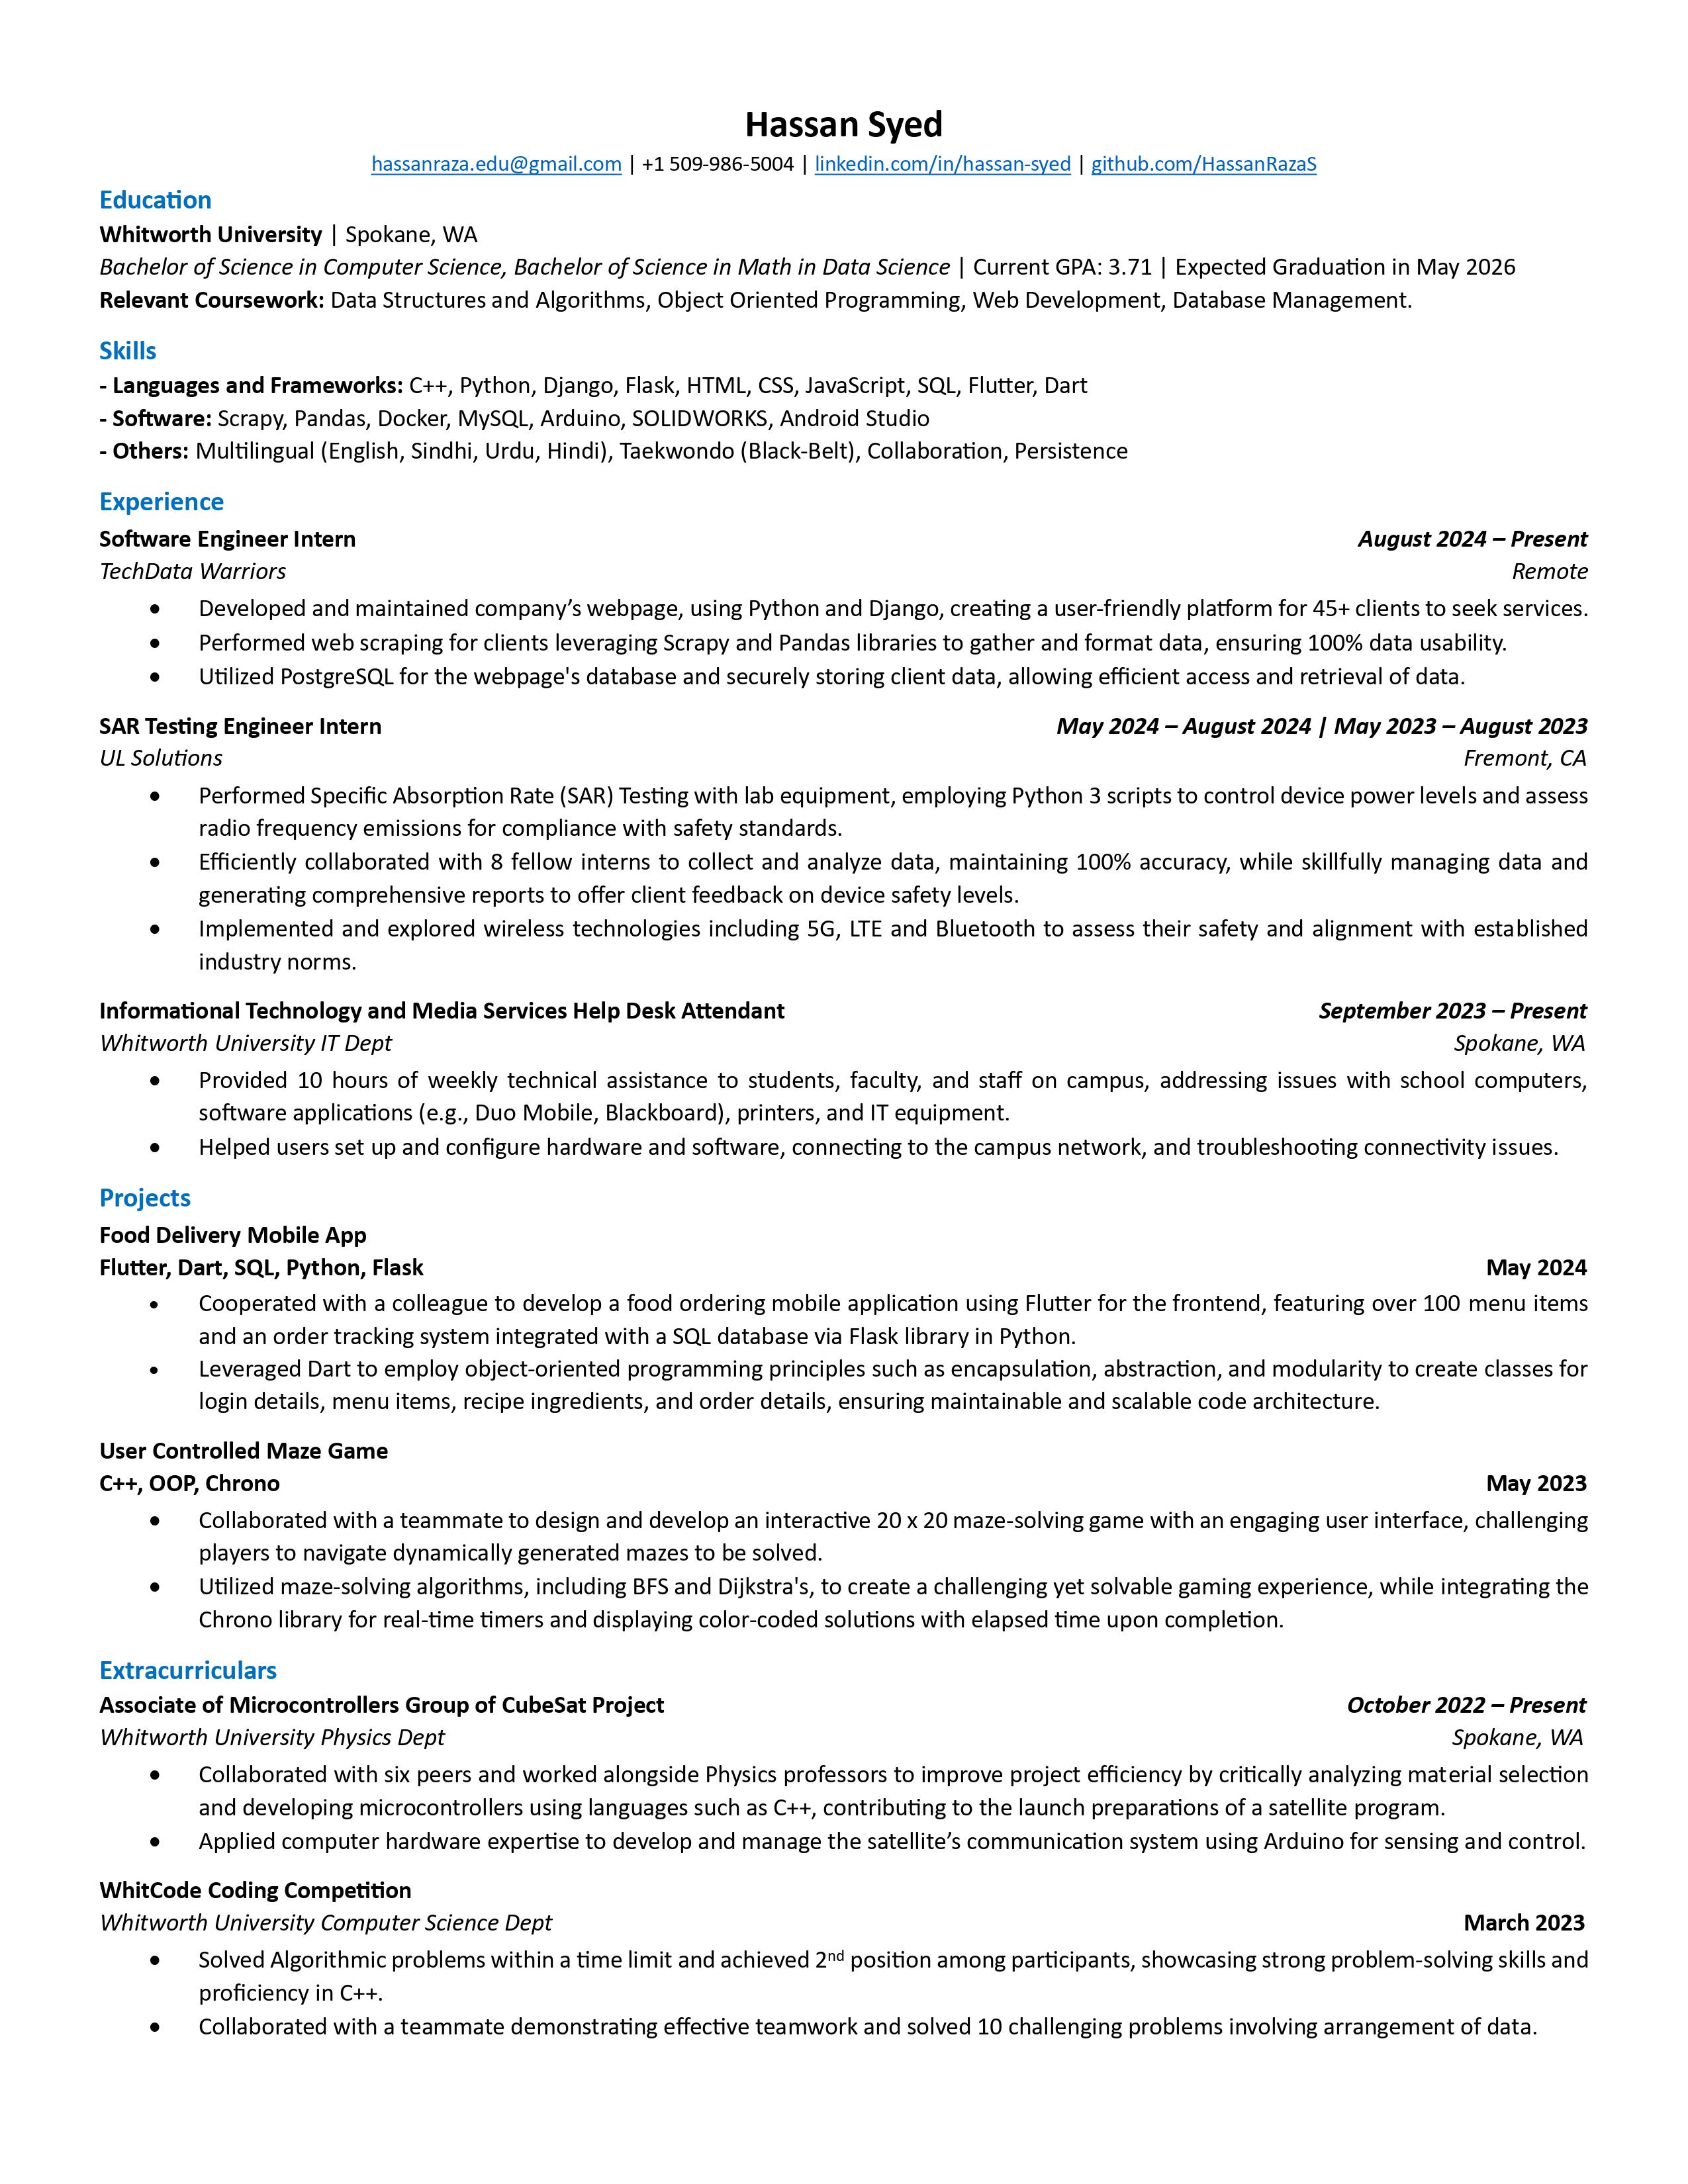 Hassan Syed
hassanraza.edu@gmail.com | +1 509-986-5004 | linkedin.com/in/hassan-syed | github.com/HassanRazaS
Education
Whitworth University | Spokane, WA
Bachelor of Science in Computer Science, Bachelor of Science in Math in Data Science | Current GPA: 3.71 | Expected Graduation in May 2026
Relevant Coursework: Data Structures and Algorithms, Object Oriented Programming, Web Development, Database Management.
Skills
- Languages and Frameworks: C++, Python, Django, Flask, HTML, CSS, JavaScript, SQL, Flutter, Dart
- Software: Scrapy, Pandas, Docker, MySQL, Arduino, SOLIDWORKS, Android Studio
- Others: Multilingual (English, Sindhi, Urdu, Hindi), Taekwondo (Black-Belt), Collaboration, Persistence
Experience
Software Engineer Intern August 2024 – Present
TechData Warriors Remote
• Developed and maintained company’s webpage, using Python and Django, creating a user-friendly platform for 45+ clients to seek services.
• Performed web scraping for clients leveraging Scrapy and Pandas libraries to gather and format data, ensuring 100% data usability.
• Utilized PostgreSQL for the webpage's database and securely storing client data, allowing efficient access and retrieval of data.
SAR Testing Engineer Intern May 2024 – August 2024 | May 2023 – August 2023
UL Solutions Fremont, CA
• Performed Specific Absorption Rate (SAR) Testing with lab equipment, employing Python 3 scripts to control device power levels and assess
radio frequency emissions for compliance with safety standards.
• Efficiently collaborated with 8 fellow interns to collect and analyze data, maintaining 100% accuracy, while skillfully managing data and
generating comprehensive reports to offer client feedback on device safety levels.
• Implemented and explored wireless technologies including 5G, LTE and Bluetooth to assess their safety and alignment with established
industry norms.
Informational Technology and Media Services Help Desk Attendant September 2023 – Present
Whitworth University IT Dept Spokane, WA
• Provided 10 hours of weekly technical assistance to students, faculty, and staff on campus, addressing issues with school computers,
software applications (e.g., Duo Mobile, Blackboard), printers, and IT equipment.
• Helped users set up and configure hardware and software, connecting to the campus network, and troubleshooting connectivity issues.
Projects
Food Delivery Mobile App
Flutter, Dart, SQL, Python, Flask May 2024
• Cooperated with a colleague to develop a food ordering mobile application using Flutter for the frontend, featuring over 100 menu items
and an order tracking system integrated with a SQL database via Flask library in Python.
• Leveraged Dart to employ object-oriented programming principles such as encapsulation, abstraction, and modularity to create classes for
login details, menu items, recipe ingredients, and order details, ensuring maintainable and scalable code architecture.
User Controlled Maze Game
C++, OOP, Chrono May 2023
• Collaborated with a teammate to design and develop an interactive 20 x 20 maze-solving game with an engaging user interface, challenging
players to navigate dynamically generated mazes to be solved.
• Utilized maze-solving algorithms, including BFS and Dijkstra's, to create a challenging yet solvable gaming experience, while integrating the
Chrono library for real-time timers and displaying color-coded solutions with elapsed time upon completion.
Extracurriculars
Associate of Microcontrollers Group of CubeSat Project October 2022 – Present
Whitworth University Physics Dept Spokane, WA
• Collaborated with six peers and worked alongside Physics professors to improve project efficiency by critically analyzing material selection
and developing microcontrollers using languages such as C++, contributing to the launch preparations of a satellite program.
• Applied computer hardware expertise to develop and manage the satellite’s communication system using Arduino for sensing and control.
WhitCode Coding Competition
Whitworth University Computer Science Dept March 2023
• Solved Algorithmic problems within a time limit and achieved 2nd position among participants, showcasing strong problem-solving skills and
proficiency in C++.
• Collaborated with a teammate demonstrating effective teamwork and solved 10 challenging problems involving arrangement of data.